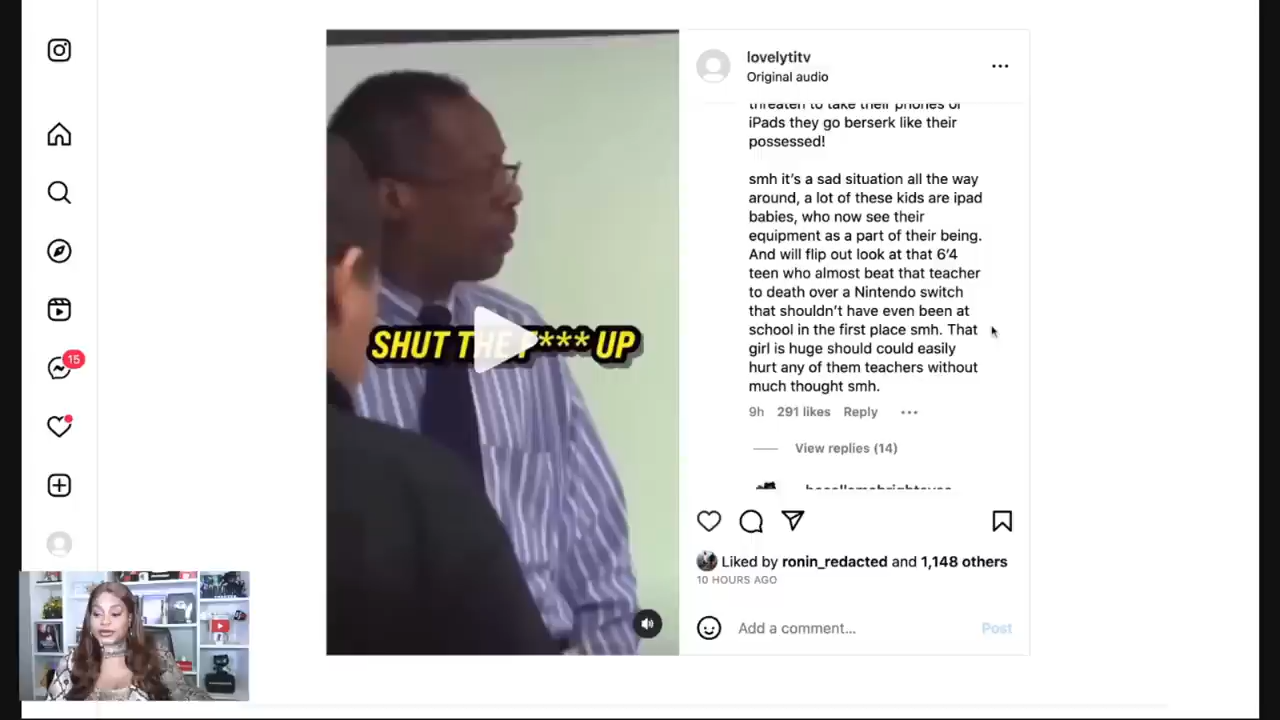 lovelytitv
Original audio
threaten to take their phones or
iPads they go berserk like their
possessed!
smh it's a sad situation all the way
around, a lot of these kids are ipad
babies, who now see their
equipment as a part of their being.
And will flip out look at that 6'4
teen who almost beat that teacher
to death over a Nintendo switch
that shouldn't have even been at
school in the first place smh. That
girl is huge should could easily
hurt any of them teachers without
much thought smh.
9h 291 likes Reply
View replies (14)
Liked by ronin_redacted and 1,148 others
10 HOURS AGO
Add a comment...
Post
SHUT THE F*** UP
15